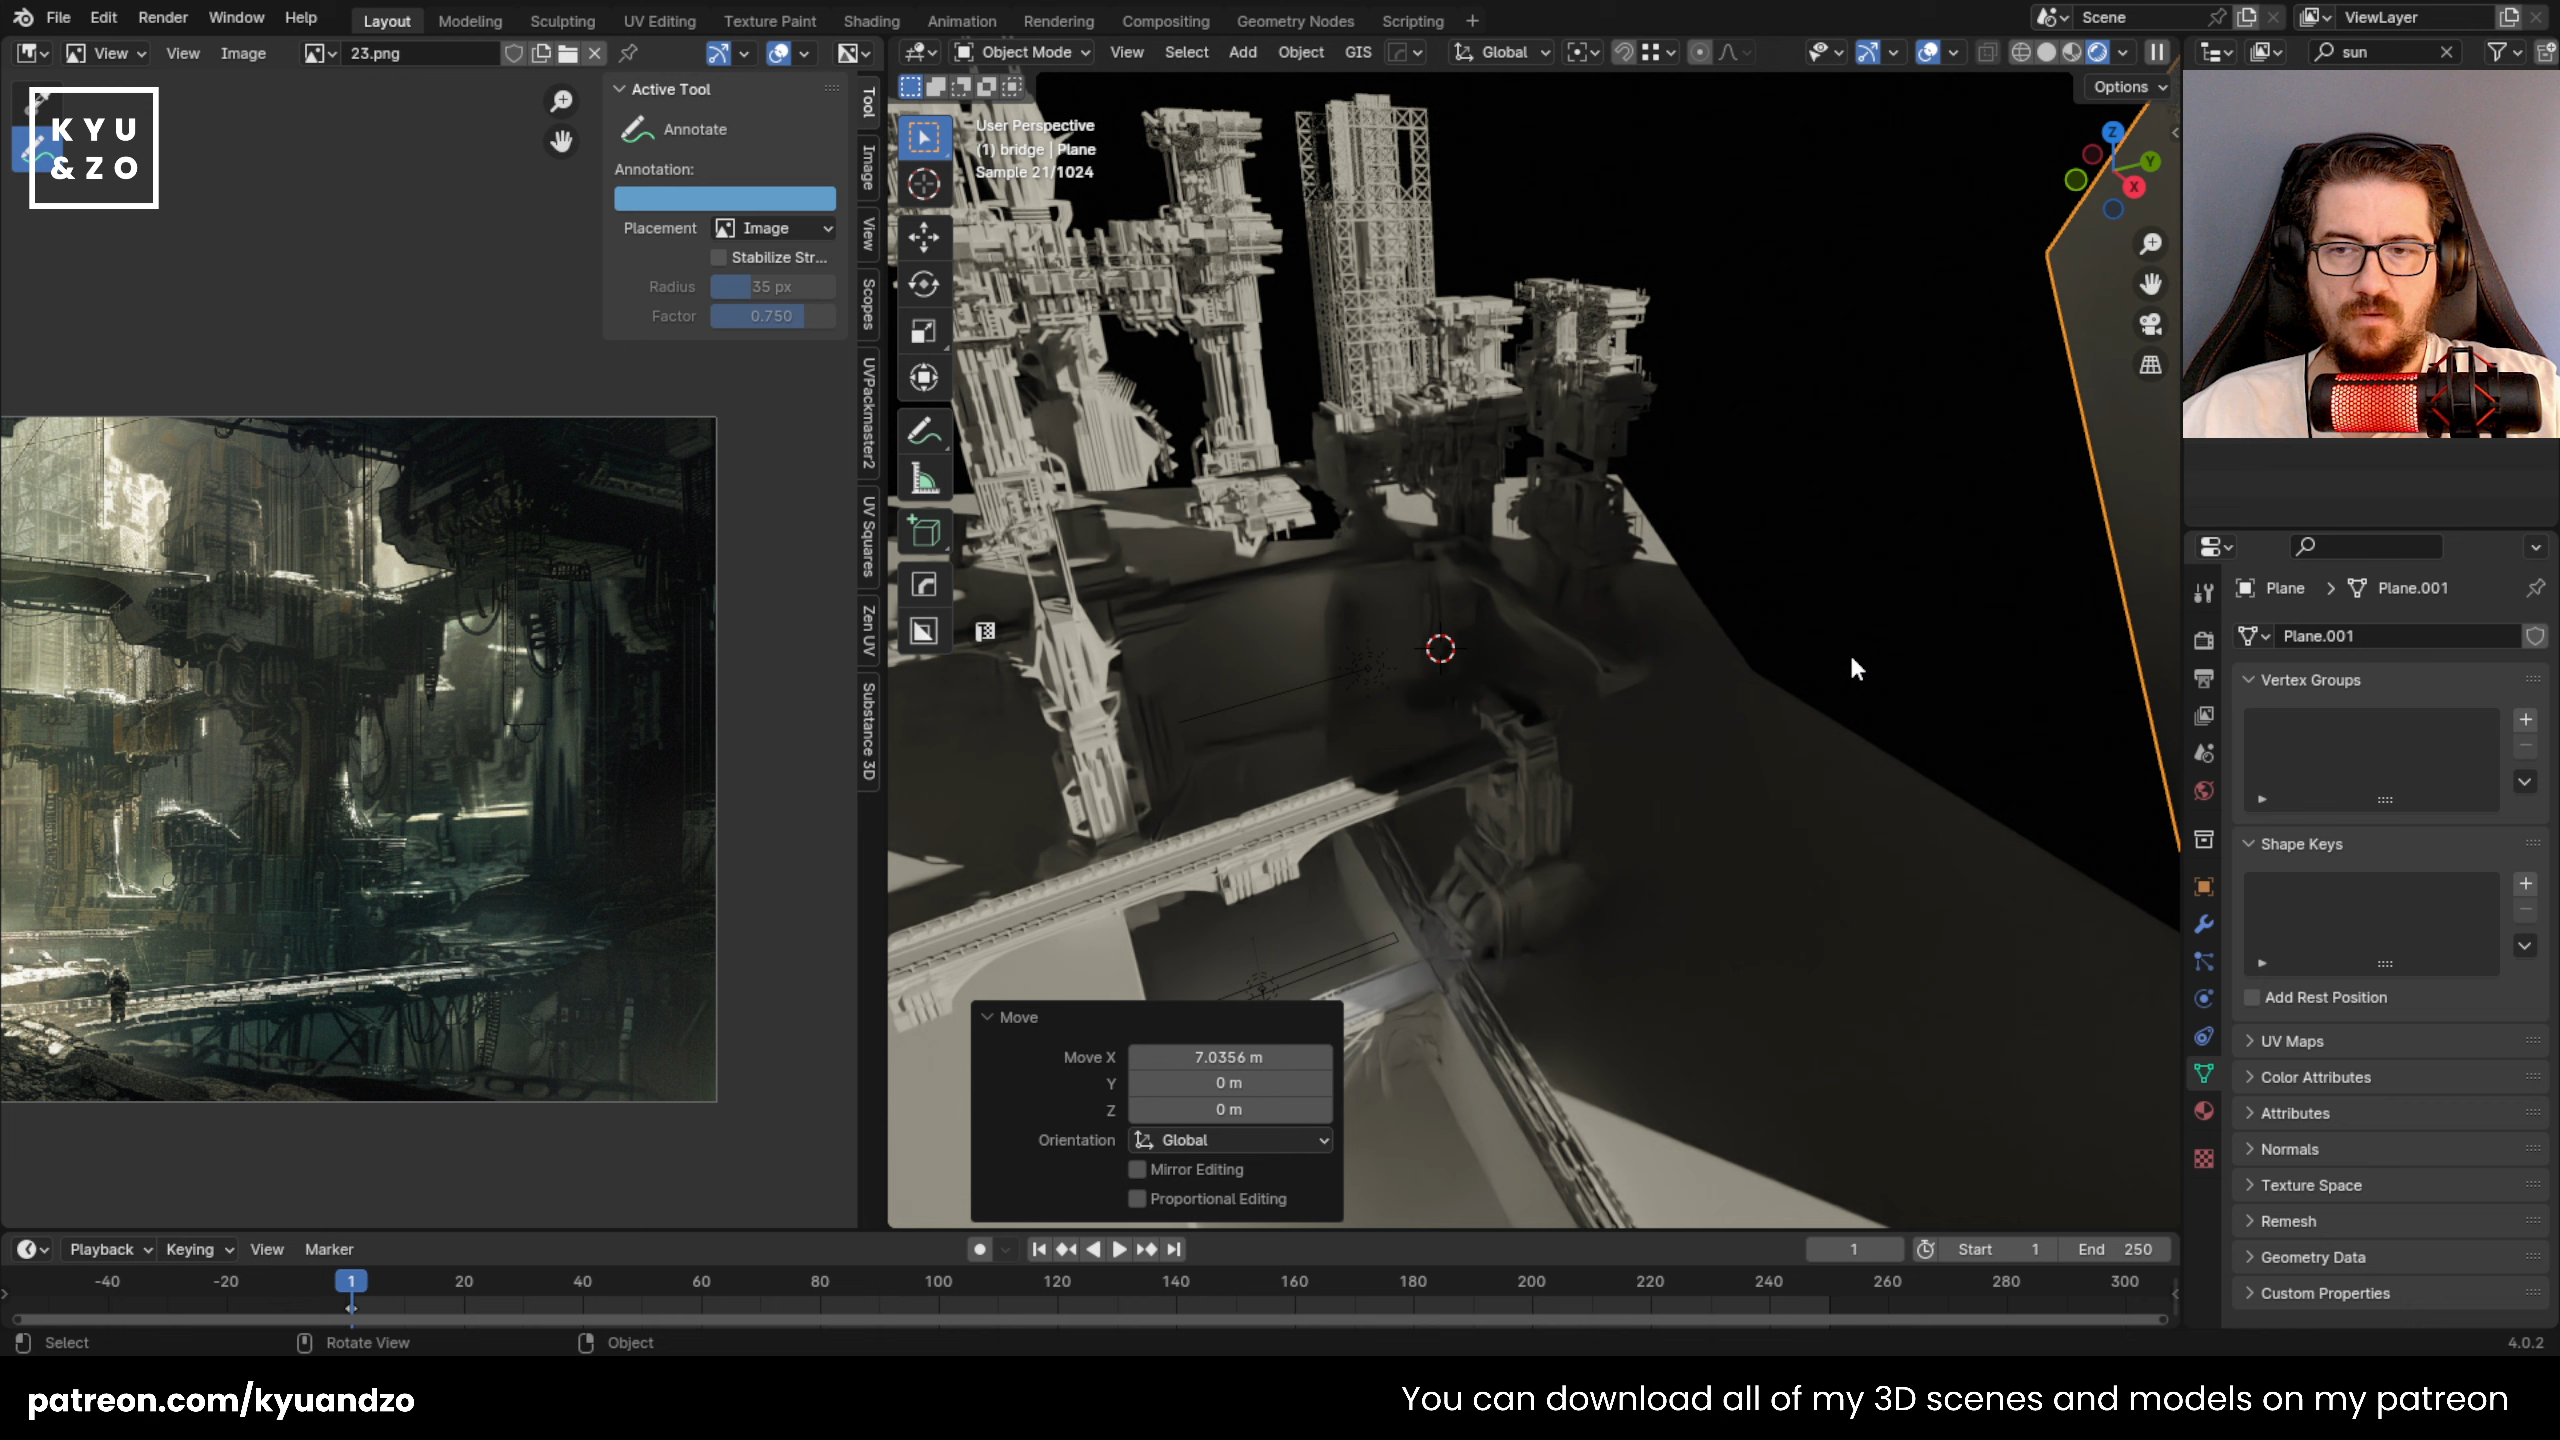 File Edit Render Window Help
Layout Modeling Sculpting UV Editing Texture Paint Shading Animation Rendering Compositing Geometry Nodes Scripting +
Scene
ViewLayer
View View Image 23.png
Object Mode View Select Add Object GIS Global
sun
KYU
&ZO
Active Tool
Annotate
Annotation:
Placement Image
Stabilize Str...
Radius 35 px
Factor 0.750
Tool
Image
View
Scopes
UVPackmaster2
UV Squares
Zen UV
Substance 3D
Options
User Perspective
(1) bridge | Plane
Sample 21/1024
Z
Y
X
Move
Move X 7.0356 m
Y 0 m
Z 0 m
Orientation Global
Mirror Editing
Proportional Editing
Plane > Plane.001
Plane.001
Vertex Groups
Shape Keys
Add Rest Position
UV Maps
Color Attributes
Attributes
Normals
Texture Space
Remesh
Geometry Data
Custom Properties
Playback Keying View Marker
1 Start 1 End 250
-40 -20 1 20 40 60 80 100 120 140 160 180 200 220 240 260 280 300
Select Rotate View Object 4.0.2
patreon.com/kyuandzo
You can download all of my 3D scenes and models on my patreon